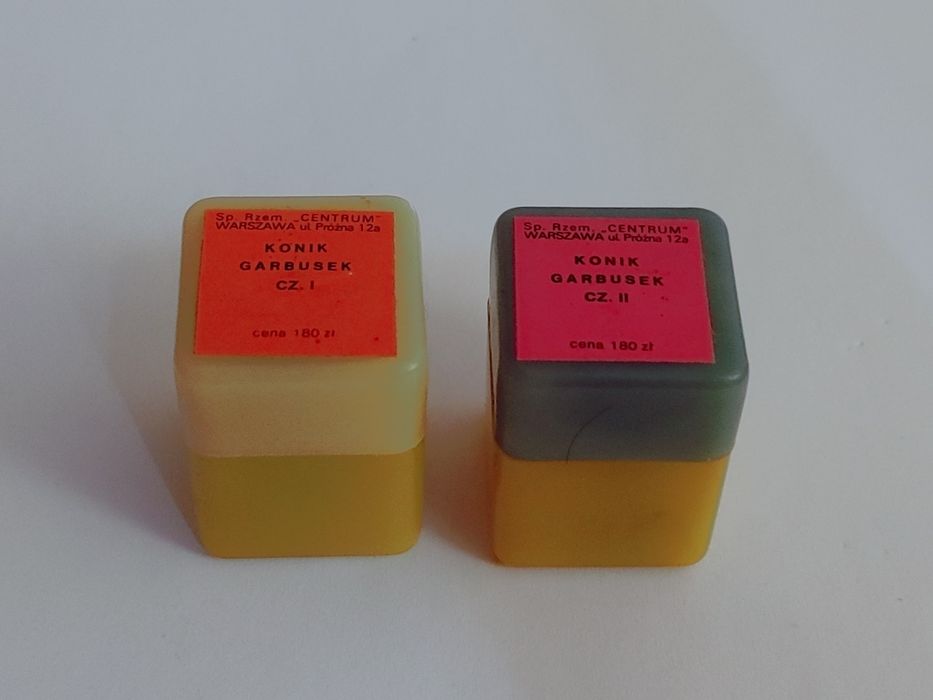 Sp. Rzem. „CENTRUM"
WARSZAWA ul. Próżna 12a
KONIK
GARBUSEK
CZ. I
cena 180 zł
Sp. Rzem. „CENTRUM"
WARSZAWA ul. Próżna 12a
KONIK
GARBUSEK
CZ. II
cena 180 zł